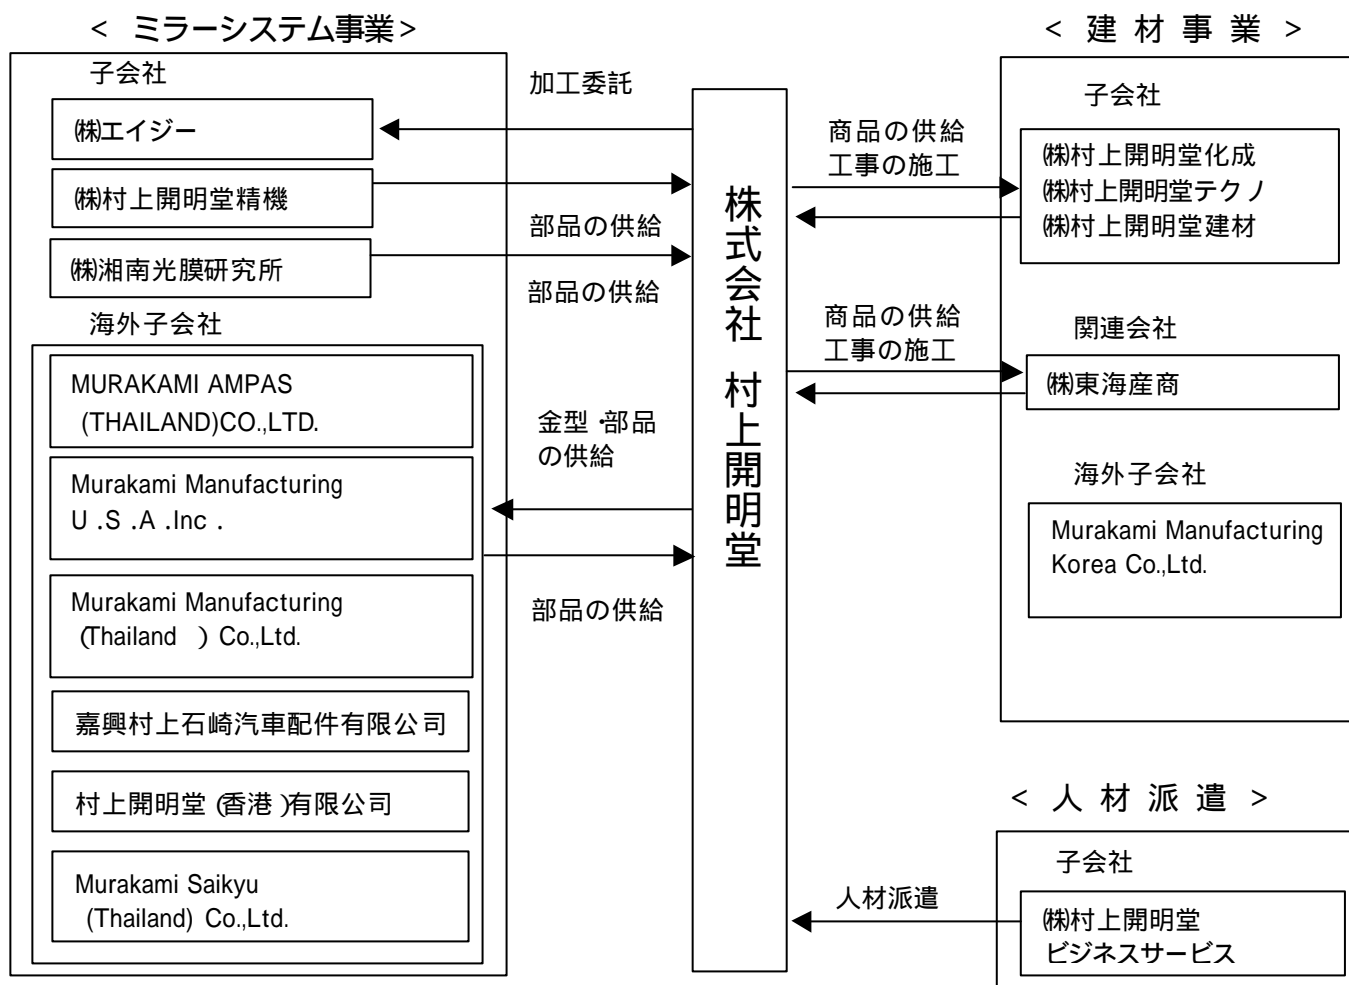 < ミラーシステム事業>
子会社
㈱エイジー
㈱村上開明堂精機
㈱湘南光膜研究所
海外子会社
MURAKAMI AMPAS
(THAILAND)CO.,LTD.
Murakami Manufacturing
U .S .A .Inc .
Murakami Manufacturing
(Thailand ) Co.,Ltd.
嘉興村上石崎汽車配件有限公司
村上開明堂(香港)有限公司
Murakami Saikyu
(Thailand) Co.,Ltd.
加工委託
部品の供給
部品の供給
金型・部品
の供給
部品の供給
株式会社 村上開明堂
商品の供給
工事の施工
商品の供給
工事の施工
人材派遣
< 建 材 事 業 >
子会社
㈱村上開明堂化成
㈱村上開明堂テクノ
㈱村上開明堂建材
関連会社
㈱東海産商
海外子会社
Murakami Manufacturing
Korea Co.,Ltd.
< 人 材 派 遣 >
子会社
㈱村上開明堂
ビジネスサービス